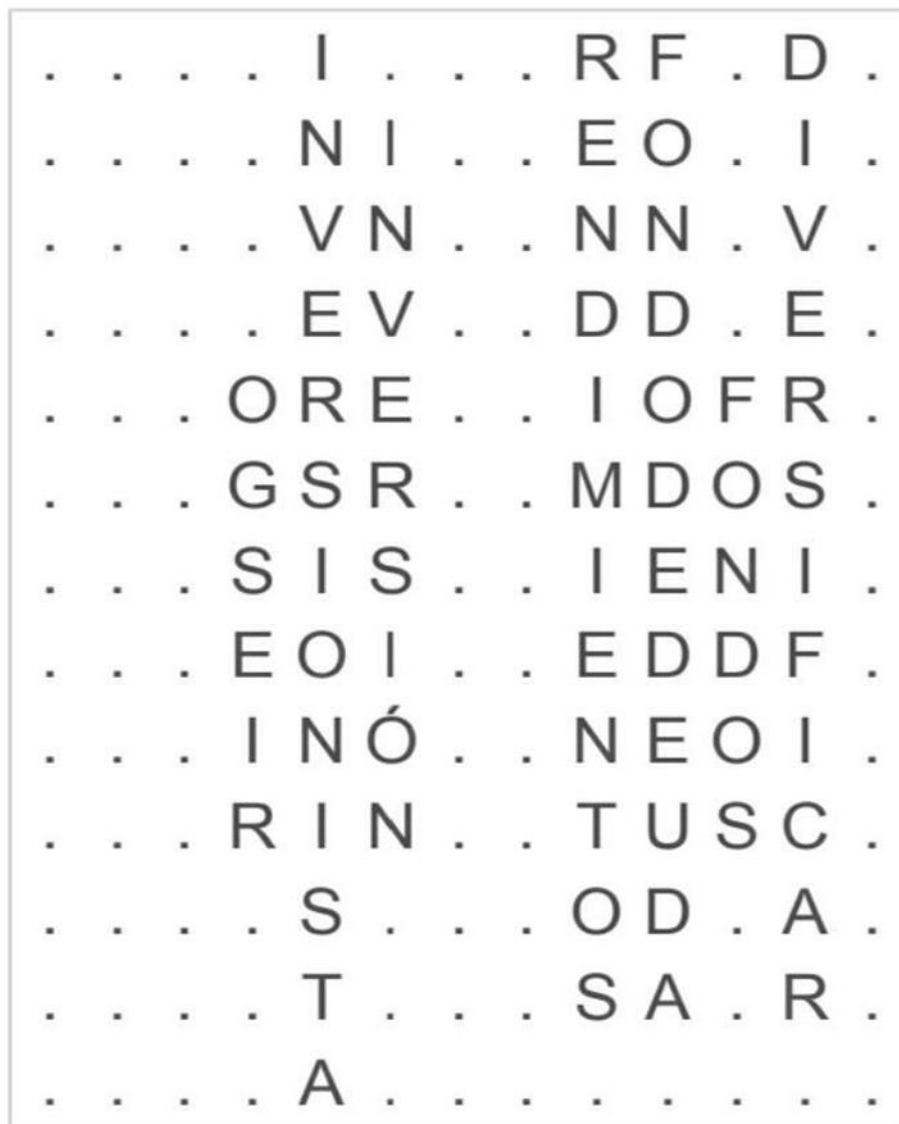 . . . . I . . . R F . D .
. . . . N I . . E O . I .
. . . . V N . . N N . V .
. . . . E V . . D D . E .
. . . O R E . . I O F R .
. . . G S R . . M D O S .
. . . S I S . . I E N I .
. . . E O I . . E D D F .
. . . I N Ó . . N E O I .
. . . R I N . . T U S C .
. . . . S . . . O D . A .
. . . . T . . . S A . R .
. . . . A . . . . . . . .